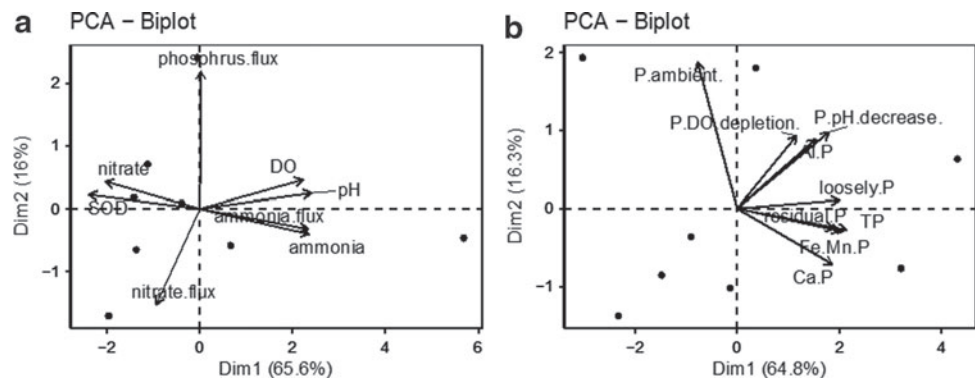 a
PCA − Biplot
phosphrus.flux
nitrate
DO
pH
SOD
ammonia.flux
ammonia
nitrate.flux
Dim2 (16%)
2
1
0
−1
−2
0
2
4
6
Dim1 (65.6%)
b
PCA − Biplot
P.ambient.
P.DO.depletion.
P.pH.decrease.
Al.P
loosely.P
residual.P
TP
Fe.Mn.P
Ca.P
Dim2 (16.3%)
2
1
0
−1
−2
0
2
4
Dim1 (64.8%)